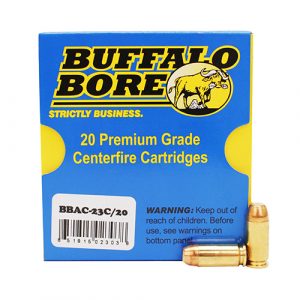 BUFFALO
BORE
STRICTLY BUSINESS.
20 Premium Grade
Centerfire Cartridges
BBAC-23C/20
WARNING: Keep out of
reach of children. Before
use, see warnings on
bottom panel